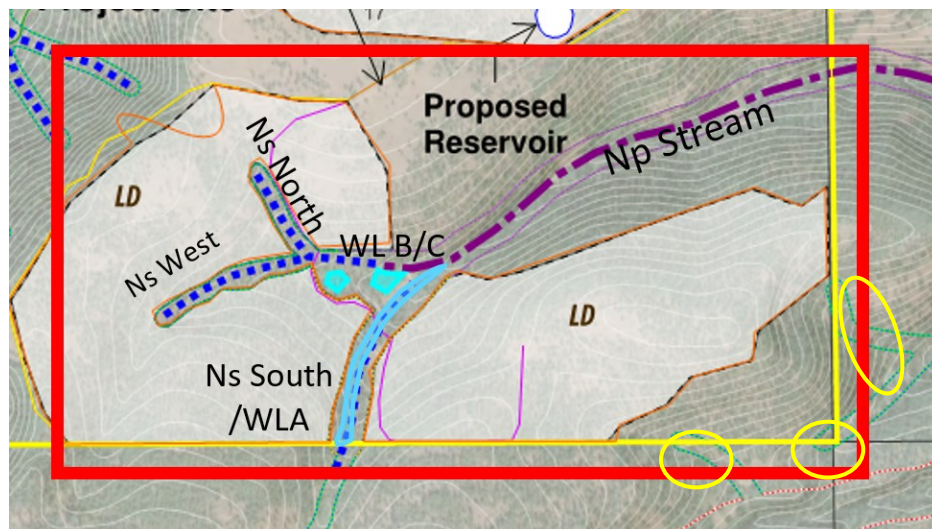 Project Site
Proposed
Reservoir
Np Stream
Ns North
LD
WL B/C
Ns West
LD
Ns South
/WLA